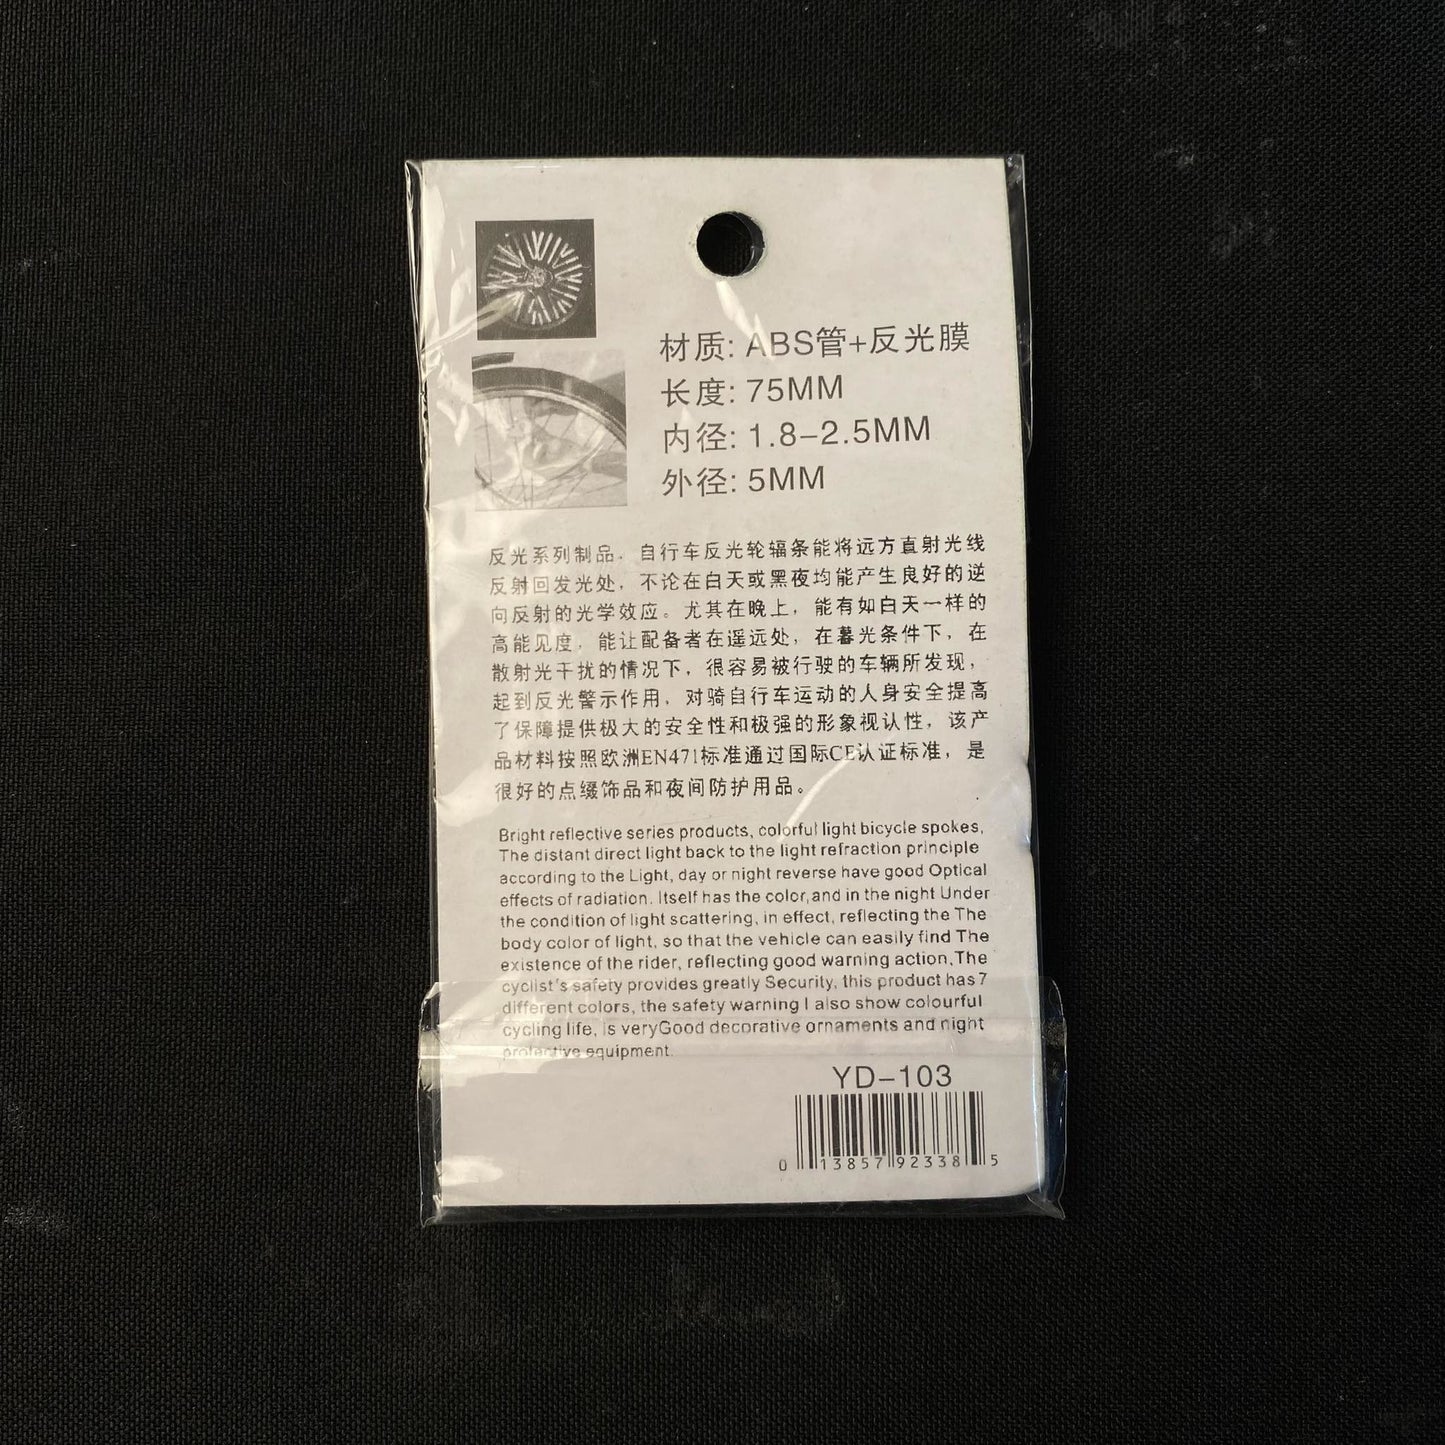 材质: ABS管+反光膜
长度: 75MM
内径: 1.8-2.5MM
外径: 5MM
反光系列制品. 自行车反光轮辐条能将远方直射光线
反射回发光处, 不论在白天或黑夜均能产生良好的逆
向反射的光学效应。尤其在晚上, 能有如白天一样的
高能见度, 能让配备者在遥远处, 在暮光条件下, 在
散射光干扰的情况下, 很容易被行驶的车辆所发现,
起到反光警示作用, 对骑自行车运动的人身安全提高
了保障提供极大的安全性和极强的形象视认性, 该产
品材料按照欧洲EN471标准通过国际CE认证标准, 是
很好的点缀饰品和夜间防护用品。
Bright reflective series products, colorful light bicycle spokes,
The distant direct light back to the light refraction principle
according to the Light, day or night reverse have good Optical
effects of radiation. Itself has the color,and in the night Under
the condition of light scattering, in effect, reflecting the The
body color of light, so that the vehicle can easily find The
existence of the rider, reflecting good warning action,The
cyclist's safety provides greatly Security, this product has7
different colors, the safety warning I also show colourful
cycling life, is veryGood decorative ornaments and night
protective equipment.
YD-103
0 13857 92338 5